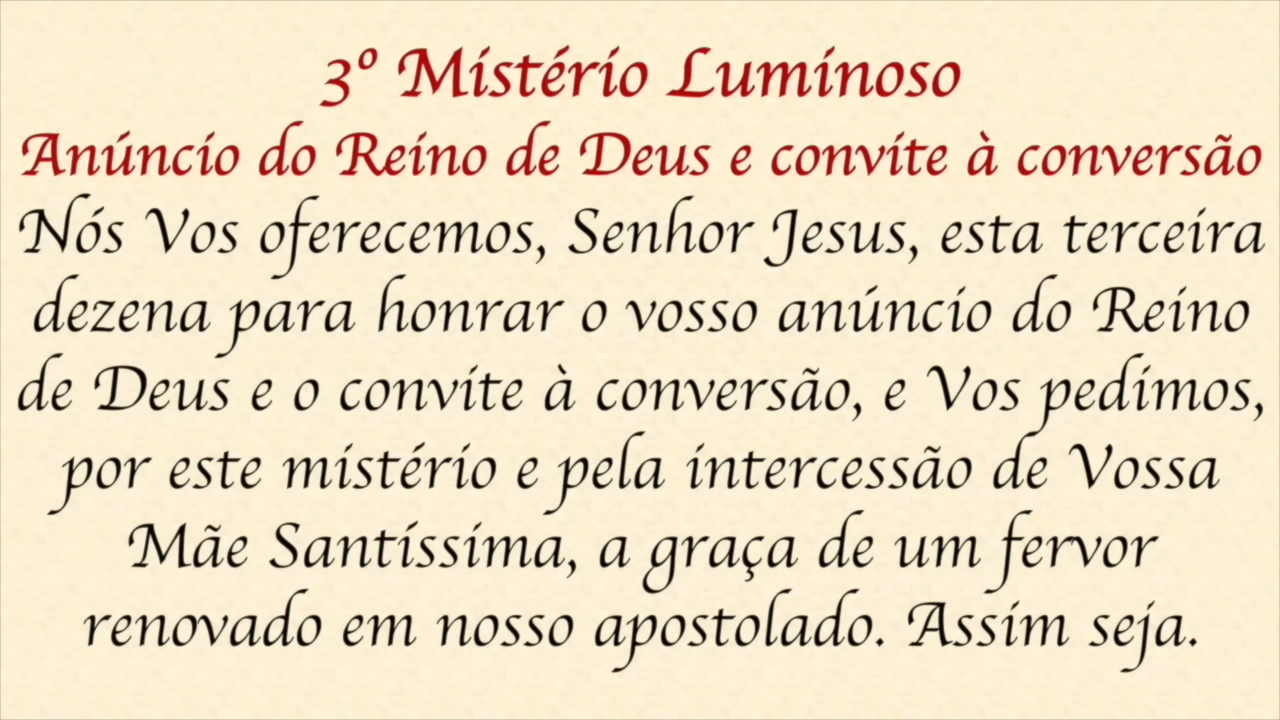 3º Mistério Luminoso
Anúncio do Reino de Deus e convite à conversão
Nós Vos oferecemos, Senhor Jesus, esta terceira
dezena para honrar o vosso anúncio do Reino
de Deus e o convite à conversão, e Vos pedimos,
por este mistério e pela intercessão de Vossa
Mãe Santíssima, a graça de um fervor
renovado em nosso apostolado. Assim seja.